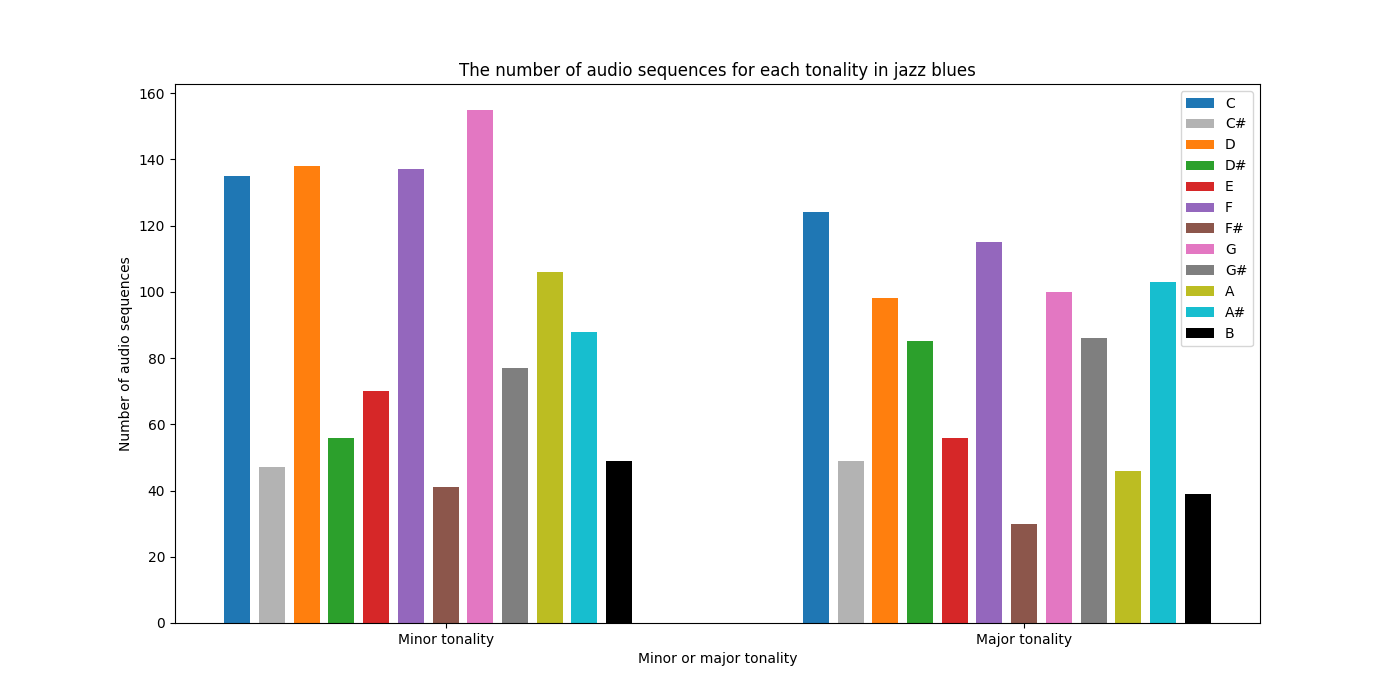 The number of audio sequences for each tonality in jazz blues
160
140
120
100
80
60
40
20
0
Number of audio sequences
C
C#
D
D#
E
F
F#
G
G#
A
A#
B
Minor tonality
Major tonality
Minor or major tonality